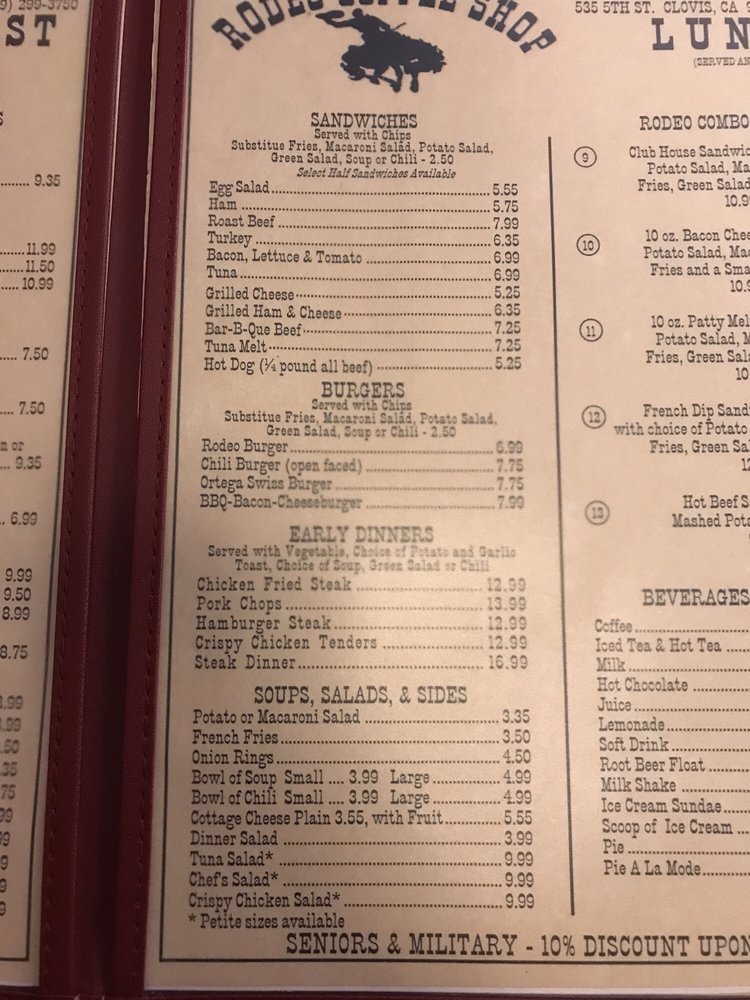 299-3750
ST
9.35
11.99
11.50
10.99
7.50
7.50
n or
9.35
6.99
9.99
9.50
8.99
8.75
RODEO COFFEE SHOP
SANDWICHES
Served with Chips
Substitue Fries, Macaroni Salad, Potato Salad,
Green Salad, Soup or Chili - 2.50
Select Half Sandwiches Available
Egg Salad 5.55
Ham 5.75
Roast Beef 7.99
Turkey 6.35
Bacon, Lettuce & Tomato 6.99
Tuna 6.99
Grilled Cheese 5.25
Grilled Ham & Cheese 6.35
Bar-B-Que Beef 7.25
Tuna Melt 7.25
Hot Dog (¼ pound all beef) 5.25
BURGERS
Served with Chips
Substitue Fries, Macaroni Salad, Potato Salad,
Green Salad, Soup or Chili - 2.50
Rodeo Burger 6.99
Chili Burger (open faced) 7.75
Ortega Swiss Burger 7.75
BBQ-Bacon-Cheeseburger 7.99
EARLY DINNERS
Served with Vegetable, Choice of Potato and Garlic
Toast, Choice of Soup, Green Salad or Chili
Chicken Fried Steak 12.99
Pork Chops 13.99
Hamburger Steak 12.99
Crispy Chicken Tenders 12.99
Steak Dinner 16.99
SOUPS, SALADS, & SIDES
Potato or Macaroni Salad 3.35
French Fries 3.50
Onion Rings 4.50
Bowl of Soup Small .... 3.99 Large 4.99
Bowl of Chili Small .... 3.99 Large 4.99
Cottage Cheese Plain 3.55, with Fruit 5.55
Dinner Salad 3.99
Tuna Salad* 9.99
Chef's Salad* 9.99
Crispy Chicken Salad* 9.99
* Petite sizes available
SENIORS & MILITARY - 10% DISCOUNT UPON
535 5TH ST. CLOVIS, CA 9
LUN
(SERVED AN
RODEO COMBO
9 Club House Sandwic
Potato Salad, Ma
Fries, Green Salad
10.9
10 10 oz. Bacon Chee
Potato Salad, Mac
Fries and a Sma
10.9
11 10 oz. Patty Mel
Potato Salad, M
Fries, Green Sala
10
12 French Dip Sand
with choice of Potato
Fries, Green Sa
12
13 Hot Beef S
Mashed Pota
BEVERAGES
Coffee
Iced Tea & Hot Tea
Milk
Hot Chocolate
Juice
Lemonade
Soft Drink
Root Beer Float
Milk Shake
Ice Cream Sundae
Scoop of Ice Cream
Pie
Pie A La Mode